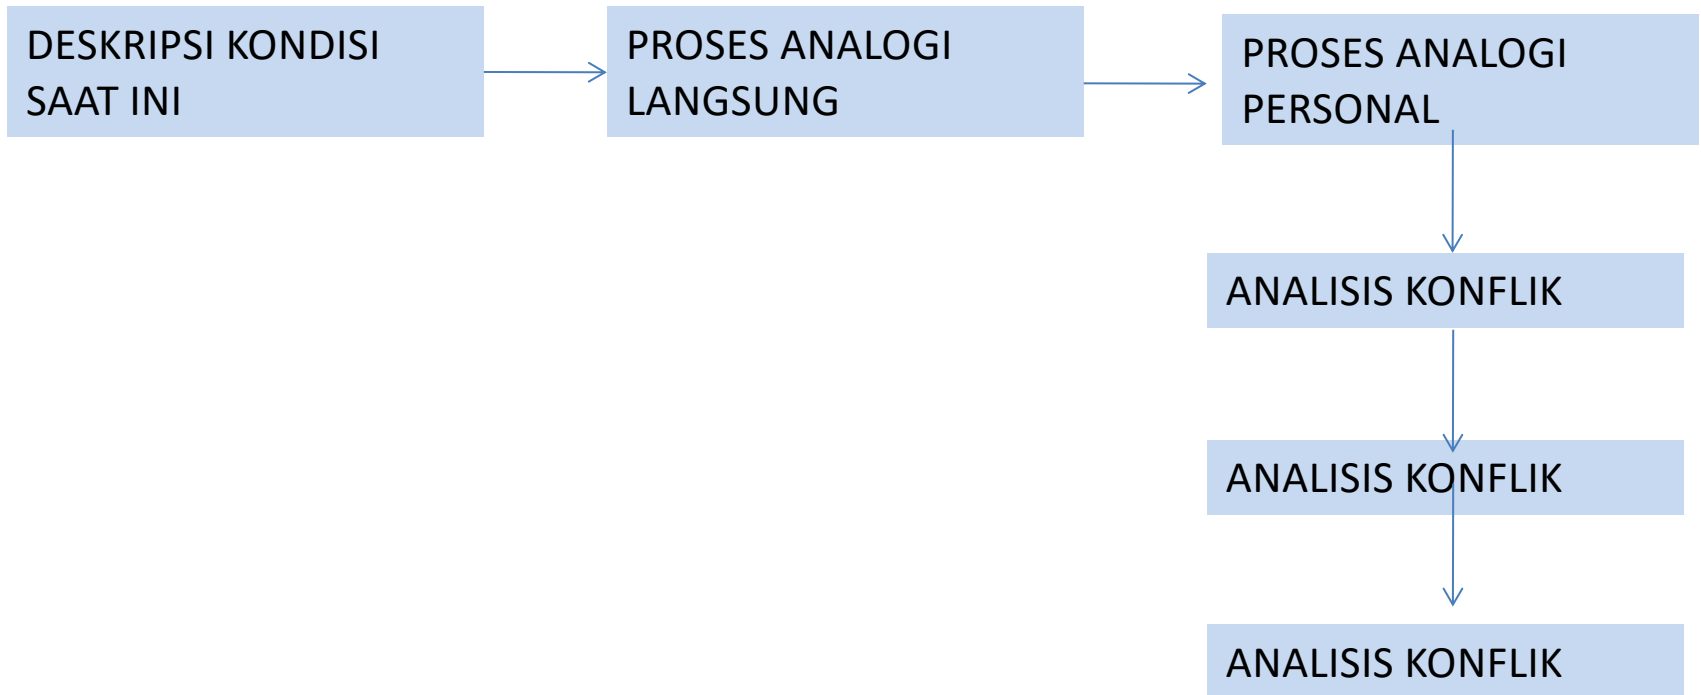 DESKRIPSI KONDISI
SAAT INI
PROSES ANALOGI
LANGSUNG
PROSES ANALOGI
PERSONAL
ANALISIS KONFLIK
ANALISIS KONFLIK
ANALISIS KONFLIK